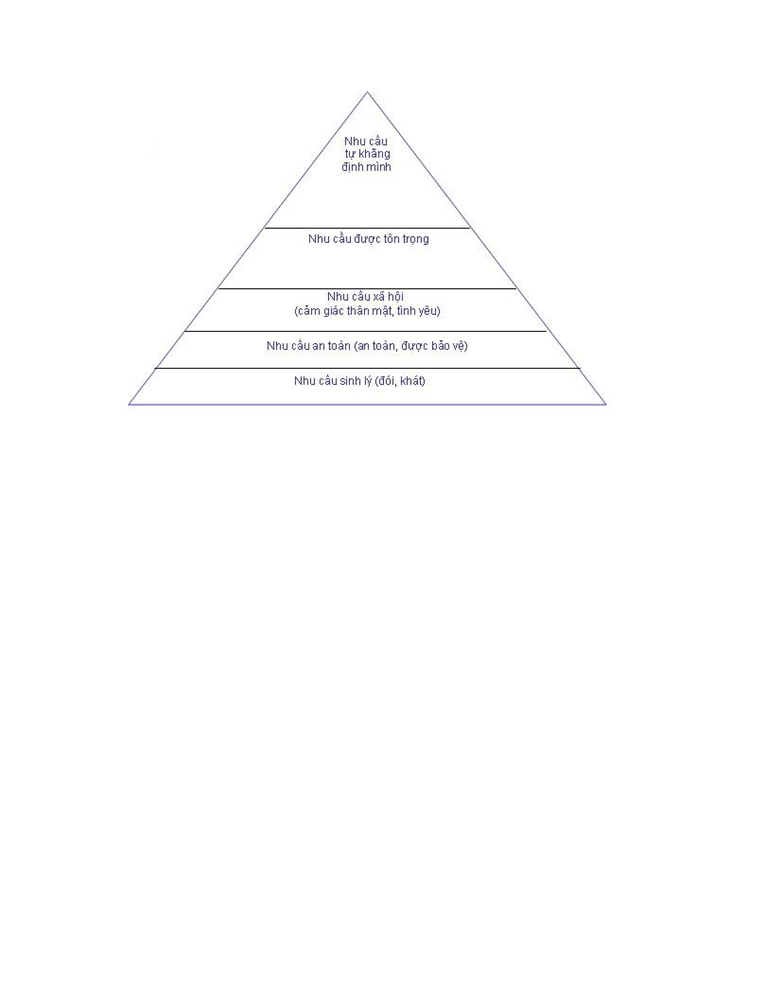 Nhu cầu
tự khẳng
định mình
Nhu cầu được tôn trọng
Nhu cầu xã hội
(cảm giác thân mật, tình yêu)
Nhu cầu an toàn (an toàn, được bảo vệ)
Nhu cầu sinh lý (đói, khát)